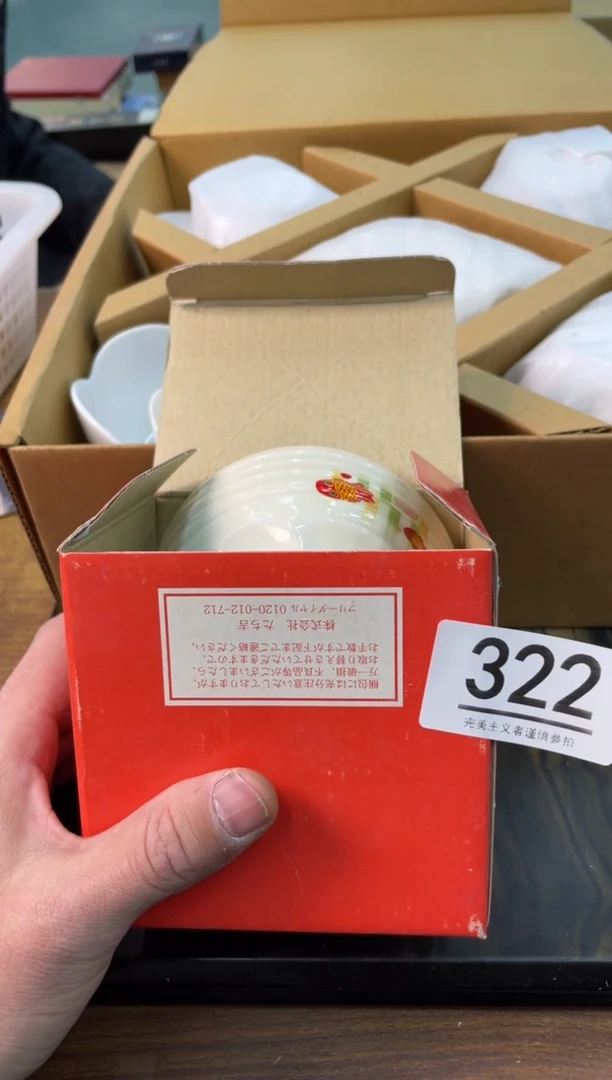 梱包には充分注意いたしておりますが、
万一破損、不良品等がございましたら、
お取り替えさせていただきますので、
お手数ですが下記までご連絡ください。
株式会社 たち吉
フリーダイヤル 0120-012-712
322
完美主义者谨慎参拍